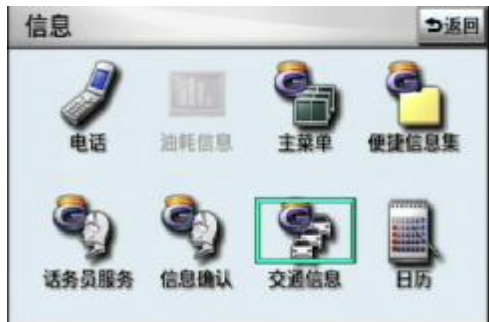 信息
返回
电话
油耗信息
主菜单
便捷信息集
话务员服务
信息确认
交通信息
日历